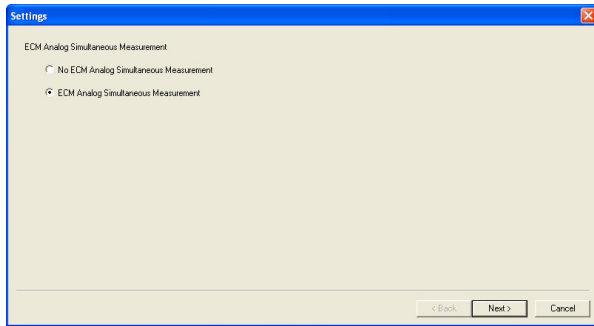 Settings
ECM Analog Simultaneous Measurement
No ECM Analog Simultaneous Measurement
ECM Analog Simultaneous Measurement
< Back Next > Cancel